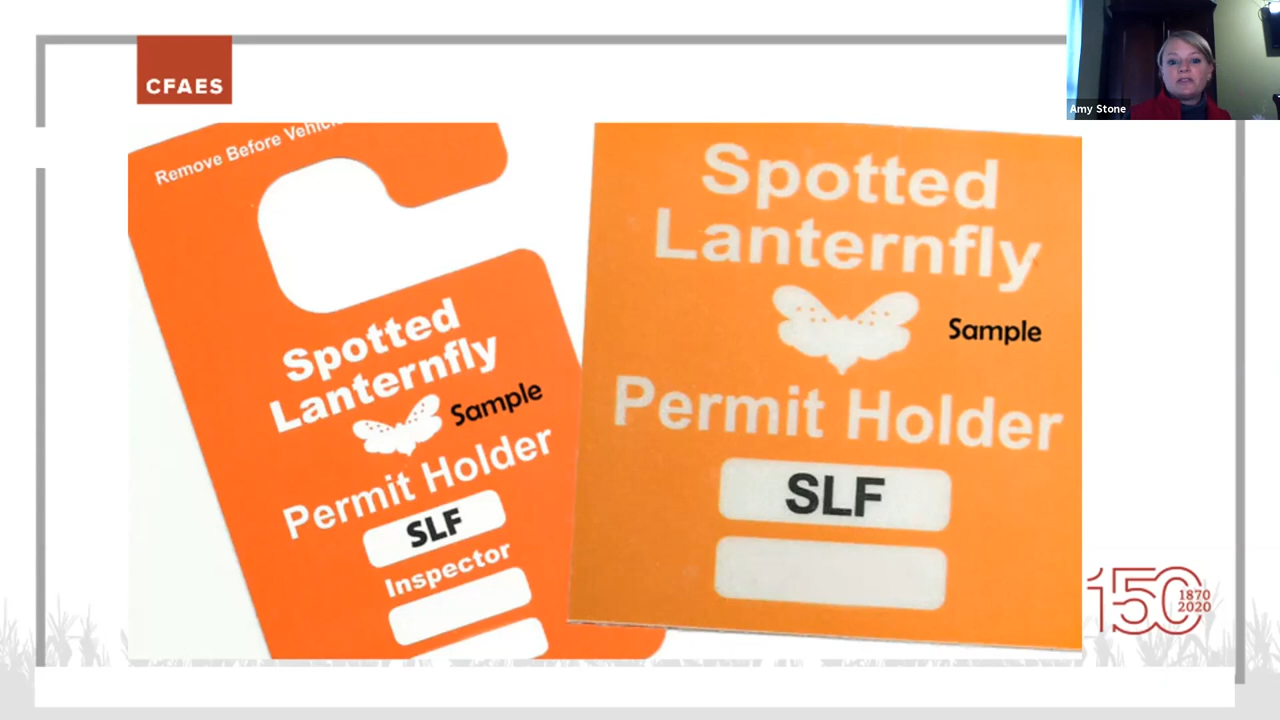 CFAES
Amy Stone
Remove Before Vehicle
Spotted
Lanternfly
Sample
Permit Holder
SLF
Inspector
Spotted
Lanternfly
Sample
Permit Holder
SLF
150
1870
2020